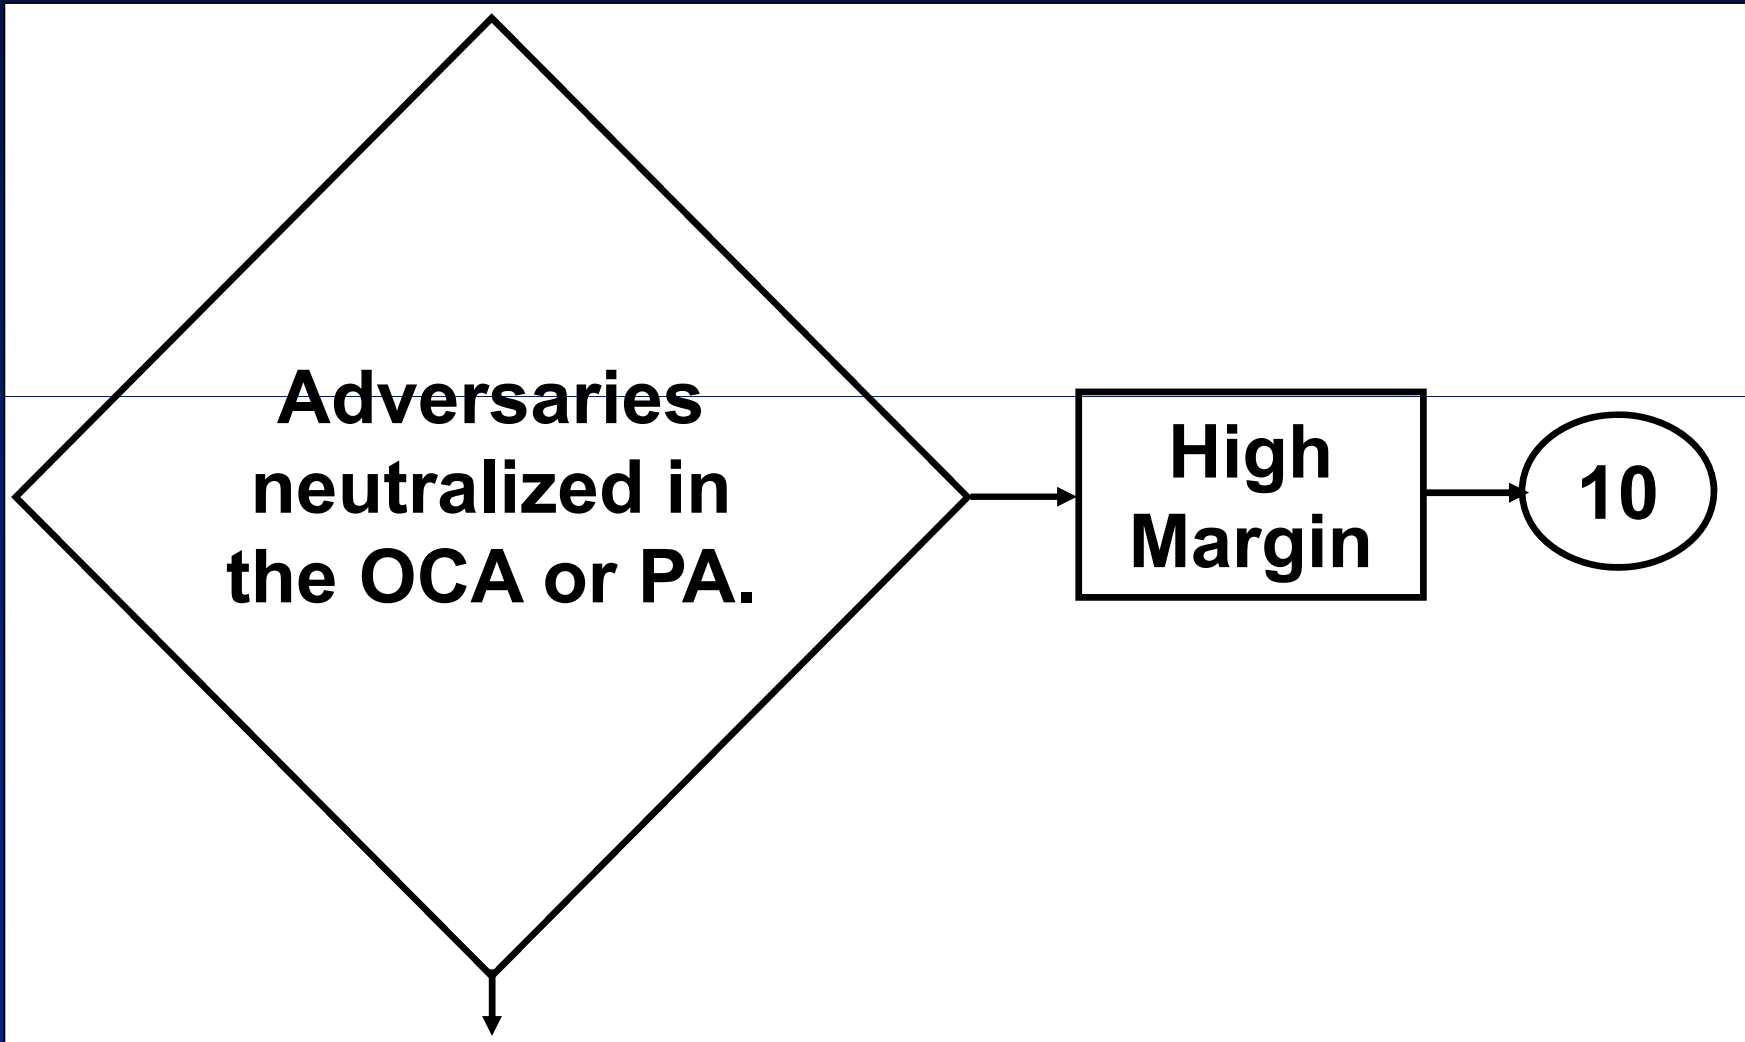 Adversaries
neutralized in
the OCA or PA.
High
Margin
10